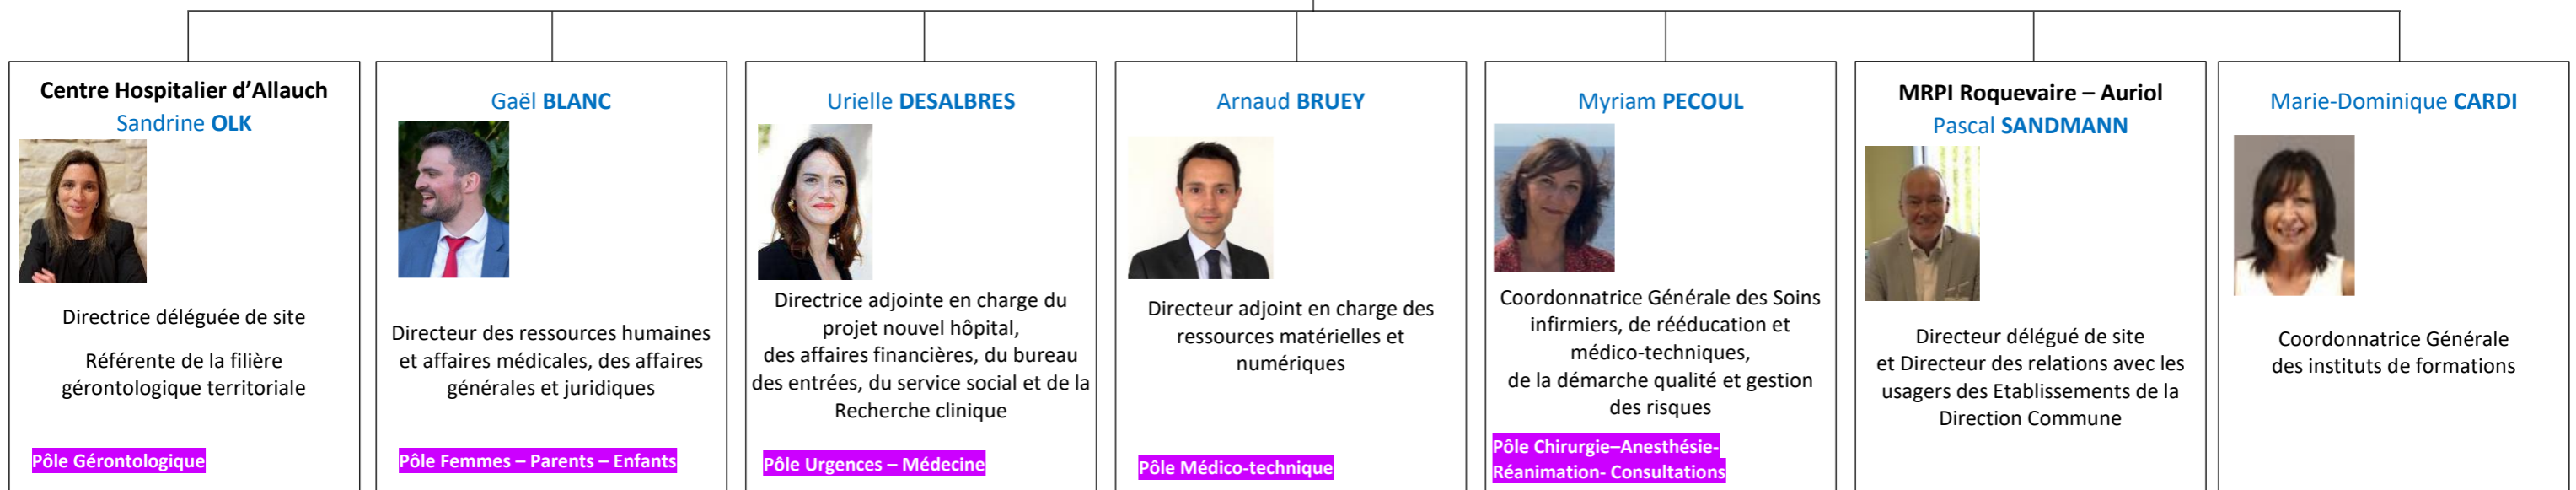 Centre Hospitalier d’Allauch
Sandrine OLK
Directrice déléguée de site
Référente de la filière
gérontologique territoriale
Pôle Gérontologique
Gaël BLANC
Directeur des ressources humaines
et affaires médicales, des affaires
générales et juridiques
Pôle Femmes – Parents – Enfants
Urielle DESALBRES
Directrice adjointe en charge du
projet nouvel hôpital,
des affaires financières, du bureau
des entrées, du service social et de la
Recherche clinique
Pôle Urgences – Médecine
Arnaud BRUEY
Directeur adjoint en charge des
ressources matérielles et
numériques
Pôle Médico-technique
Myriam PECOUL
Coordonnatrice Générale des Soins
infirmiers, de rééducation et
médico-techniques,
de la démarche qualité et gestion
des risques
Pôle Chirurgie–Anesthésie-
Réanimation- Consultations
MRPI Roquevaire – Auriol
Pascal SANDMANN
Directeur délégué de site
et Directeur des relations avec les
usagers des Etablissements de la
Direction Commune
Marie-Dominique CARDI
Coordonnatrice Générale
des instituts de formations